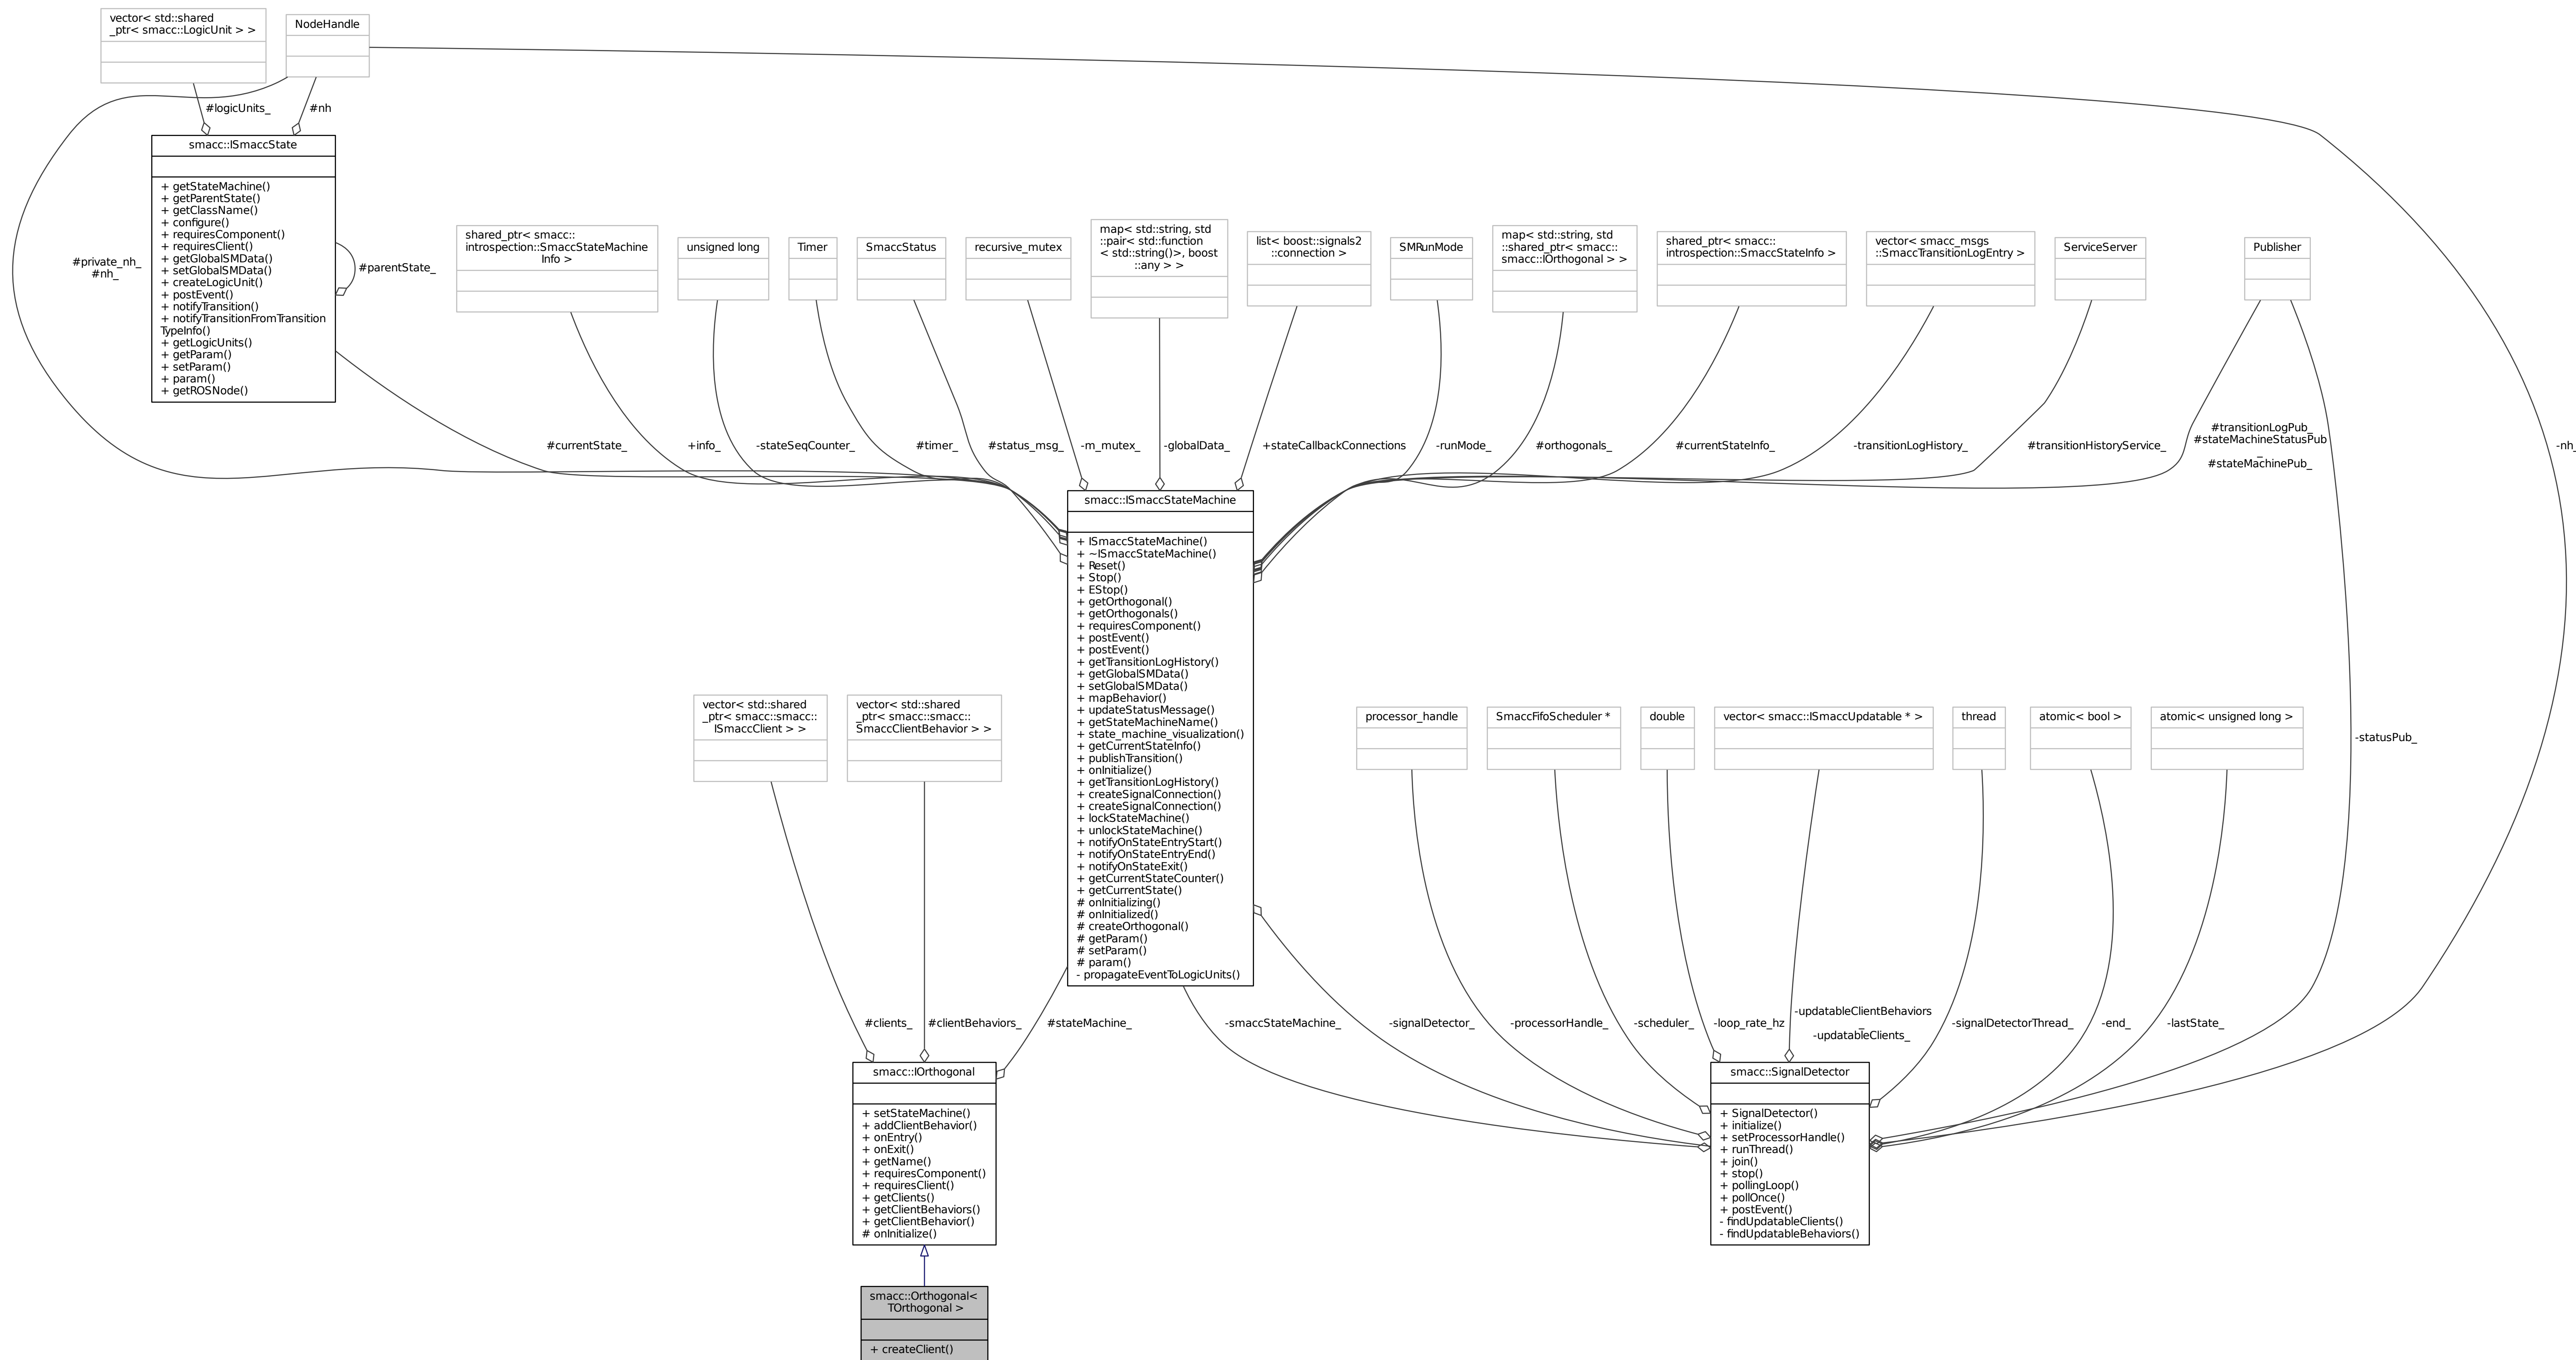 vector< std::shared
_ptr< smacc::LogicUnit > >
NodeHandle
#logicUnits_
#nh
smacc::ISmaccState
+ getStateMachine()
+ getParentState()
+ getClassName()
+ configure()
+ requiresComponent()
+ requiresClient()
+ getGlobalSMData()
+ setGlobalSMData()
+ createLogicUnit()
+ postEvent()
+ notifyTransition()
+ notifyTransitionFromTransition
TypeInfo()
+ getLogicUnits()
+ getParam()
+ setParam()
+ param()
+ getROSNode()
#private_nh_
#nh_
#parentState_
shared_ptr< smacc::
introspection::SmaccStateMachine
Info >
unsigned long
Timer
SmaccStatus
recursive_mutex
map< std::string, std
::pair< std::function
< std::string()>, boost
::any > >
list< boost::signals2
::connection >
SMRunMode
map< std::string, std
::shared_ptr< smacc::
smacc::IOrthogonal > >
shared_ptr< smacc::
introspection::SmaccStateInfo >
vector< smacc_msgs
::SmaccTransitionLogEntry >
ServiceServer
Publisher
#currentState_
+info_
-stateSeqCounter_
#timer_
#status_msg_
-m_mutex_
-globalData_
+stateCallbackConnections
-runMode_
#orthogonals_
#currentStateInfo_
-transitionLogHistory_
#transitionHistoryService_
#transitionLogPub_
#stateMachineStatusPub
_
#stateMachinePub_
-nh_
smacc::ISmaccStateMachine
+ ISmaccStateMachine()
+ ~ISmaccStateMachine()
+ Reset()
+ Stop()
+ EStop()
+ getOrthogonal()
+ getOrthogonals()
+ requiresComponent()
+ postEvent()
+ postEvent()
+ getTransitionLogHistory()
+ getGlobalSMData()
+ setGlobalSMData()
+ mapBehavior()
+ updateStatusMessage()
+ getStateMachineName()
+ state_machine_visualization()
+ getCurrentStateInfo()
+ publishTransition()
+ onInitialize()
+ getTransitionLogHistory()
+ createSignalConnection()
+ createSignalConnection()
+ lockStateMachine()
+ unlockStateMachine()
+ notifyOnStateEntryStart()
+ notifyOnStateEntryEnd()
+ notifyOnStateExit()
+ getCurrentStateCounter()
+ getCurrentState()
# onInitializing()
# onInitialized()
# createOrthogonal()
# getParam()
# setParam()
# param()
- propagateEventToLogicUnits()
vector< std::shared
_ptr< smacc::smacc::
ISmaccClient > >
vector< std::shared
_ptr< smacc::smacc::
SmaccClientBehavior > >
processor_handle
SmaccFifoScheduler *
double
vector< smacc::ISmaccUpdatable * >
thread
atomic< bool >
atomic< unsigned long >
-statusPub_
#clients_
#clientBehaviors_
#stateMachine_
-smaccStateMachine_
-signalDetector_
-processorHandle_
-scheduler_
-loop_rate_hz
-updatableClientBehaviors
_
-updatableClients_
-signalDetectorThread_
-end_
-lastState_
smacc::IOrthogonal
+ setStateMachine()
+ addClientBehavior()
+ onEntry()
+ onExit()
+ getName()
+ requiresComponent()
+ requiresClient()
+ getClients()
+ getClientBehaviors()
+ getClientBehavior()
# onInitialize()
smacc::SignalDetector
+ SignalDetector()
+ initialize()
+ setProcessorHandle()
+ runThread()
+ join()
+ stop()
+ pollingLoop()
+ pollOnce()
+ postEvent()
- findUpdatableClients()
- findUpdatableBehaviors()
smacc::Orthogonal<
TOrthogonal >
+ createClient()